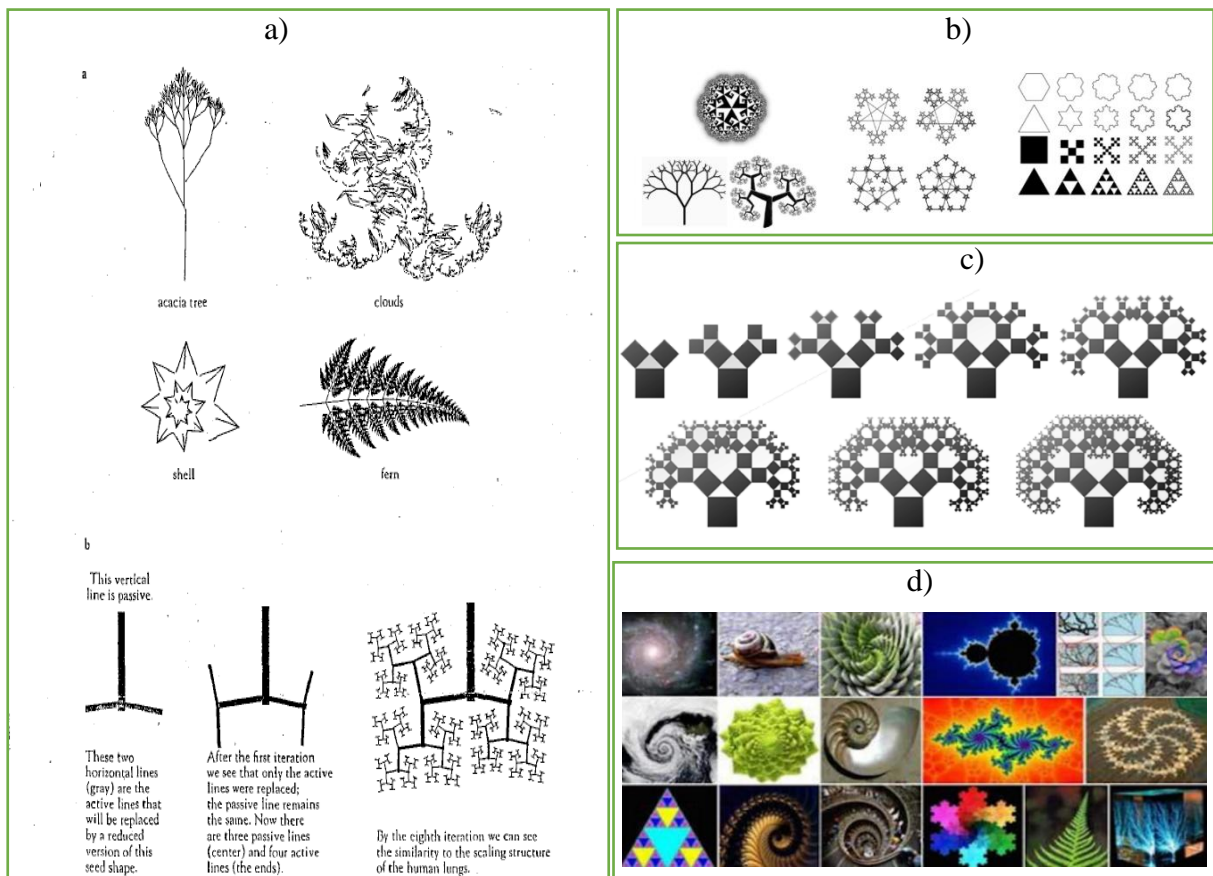 a)
a
acacia tree
clouds
shell
fern
b
This vertical
line is passive.
These two
horizontal lines
(gray) are the
active lines that
will be replaced
by a reduced
version of this
seed shape.
After the first iteration
we see that only the active
lines were replaced;
the passive line remains
the same. Now there
are three passive lines
(center) and four active
lines (the ends).
By the eighth iteration we can see
the similarity to the scaling structure
of the human lungs.
b)
c)
d)